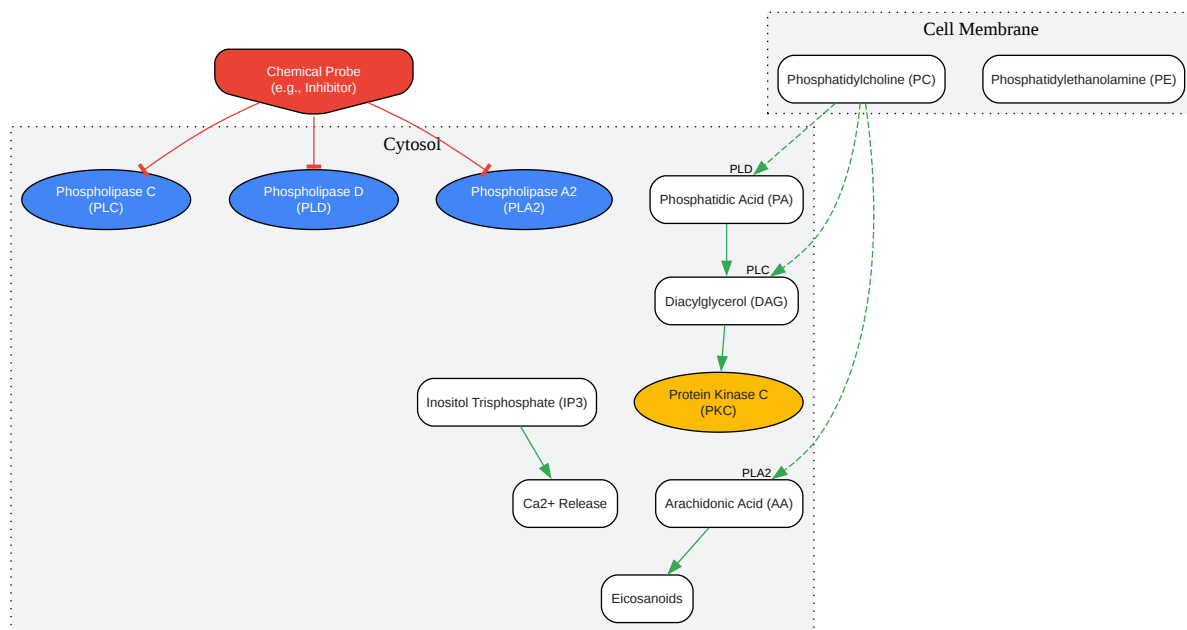 Cell Membrane
Chemical Probe
(e.g., Inhibitor)
Phosphatidylcholine (PC)
Phosphatidylethanolamine (PE)
Cytosol
PLD
Phospholipase C
(PLC)
Phospholipase D
(PLD)
Phospholipase A2
(PLA2)
Phosphatidic Acid (PA)
PLC
Diacylglycerol (DAG)
Inositol Trisphosphate (IP3)
Protein Kinase C
(PKC)
PLA2
Ca2+ Release
Arachidonic Acid (AA)
Eicosanoids